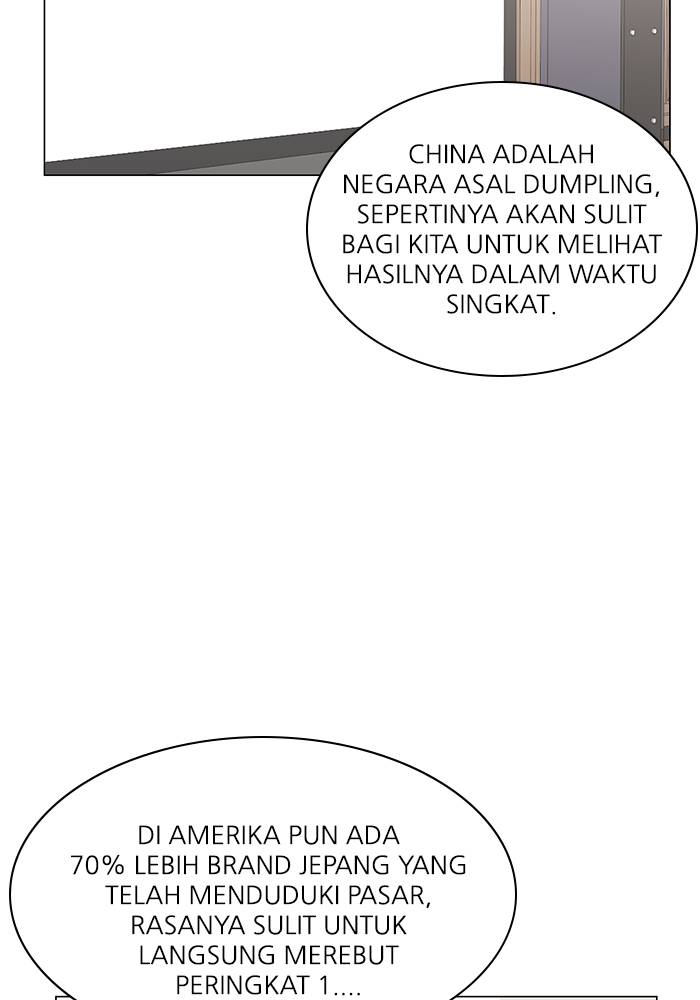 CHINA ADALAH
NEGARA ASAL DUMPLING,
SEPERTINYA AKAN SULIT
BAGI KITA UNTUK MELIHAT
HASILNYA DALAM WAKTU
SINGKAT.
DI AMERIKA PUN ADA
70% LEBIH BRAND JEPANG YANG
TELAH MENDUDUKI PASAR,
RASANYA SULIT UNTUK
LANGSUNG MEREBUT
PERINGKAT 1....